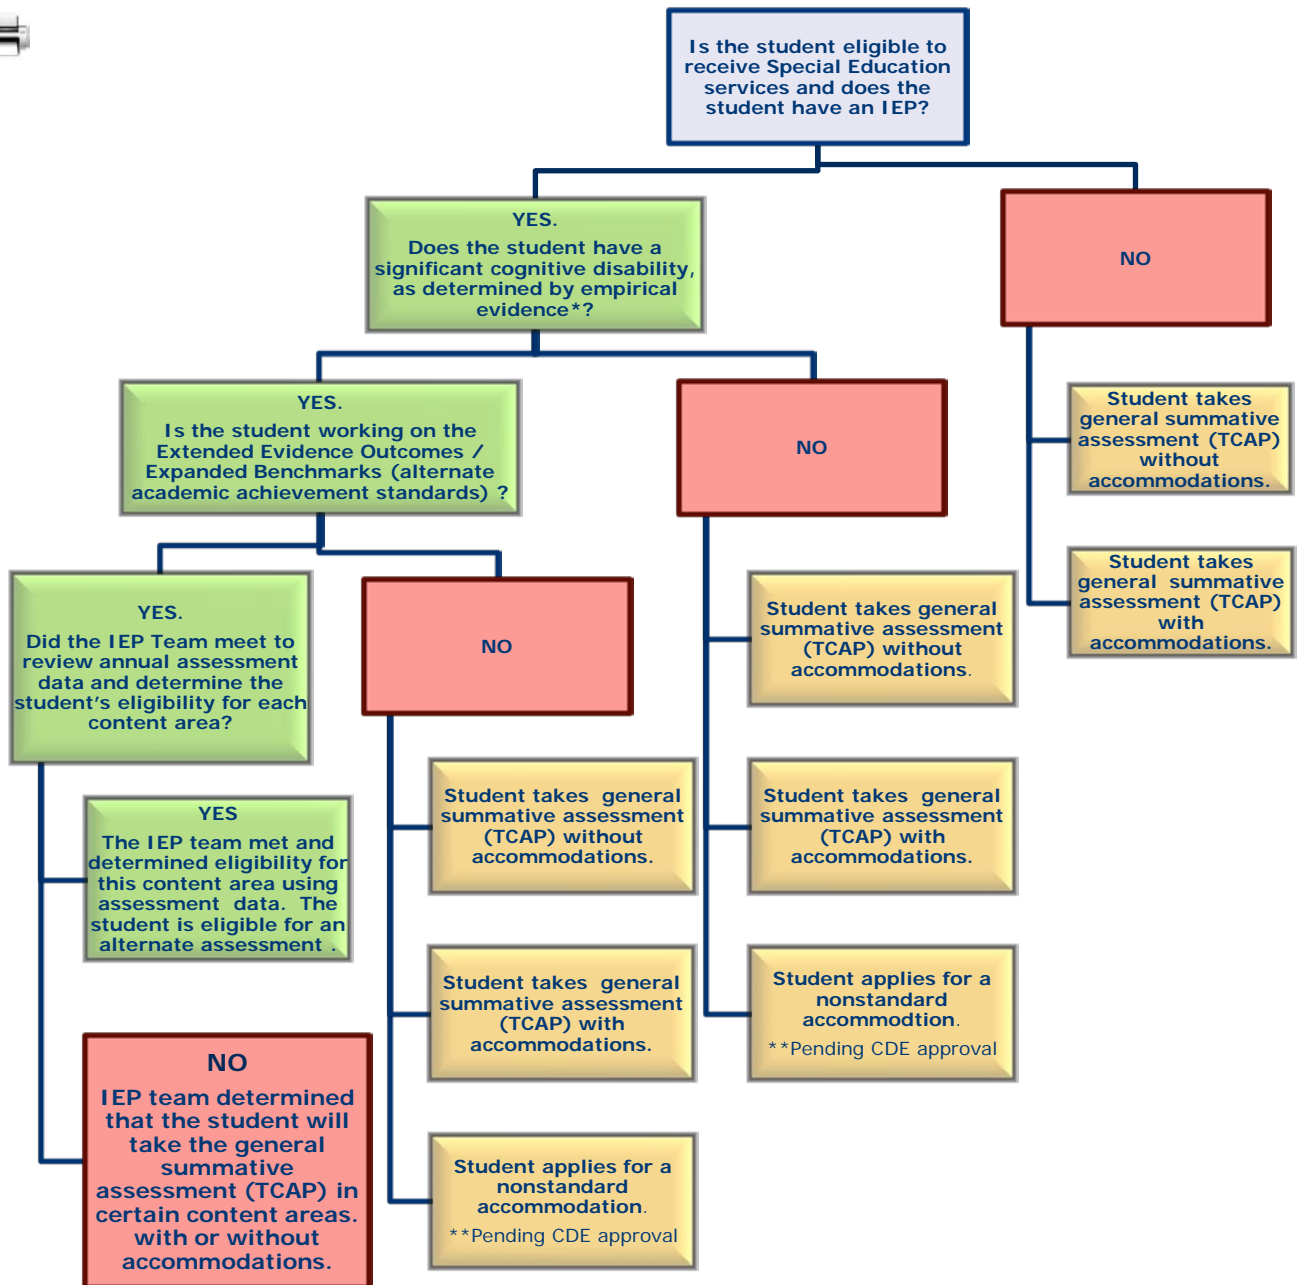 Is the student eligible to
receive Special Education
services and does the
student have an IEP?
YES.
Does the student have a
significant cognitive disability,
as determined by empirical
evidence*?
NO
YES.
Is the student working on the
Extended Evidence Outcomes /
Expanded Benchmarks (alternate
academic achievement standards) ?
NO
Student takes
general summative
assessment (TCAP)
without
accommodations.
Student takes
general summative
assessment (TCAP)
with
accommodations.
YES.
Did the IEP Team meet to
review annual assessment
data and determine the
student's eligibility for each
content area?
NO
Student takes general
summative assessment
(TCAP) without
accommodations.
Student takes general
summative assessment
(TCAP) with
accommodations.
Student applies for a
nonstandard
accommodtion.
**Pending CDE approval
YES
The IEP team met and
determined eligibility for
this content area using
assessment data. The
student is eligible for an
alternate assessment .
NO
IEP team determined
that the student will
take the general
summative
assessment (TCAP) in
certain content areas.
with or without
accommodations.
Student takes general
summative assessment
(TCAP) without
accommodations.
Student takes general
summative assessment
(TCAP) with
accommodations.
Student applies for a
nonstandard
accommodation.
**Pending CDE approval